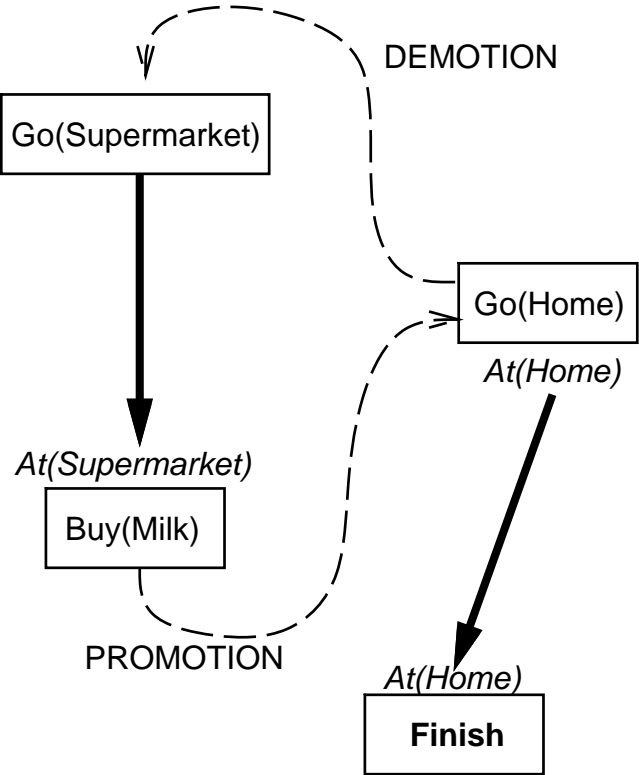 DEMOTION
Go(Supermarket)
Go(Home)
At(Home)
At(Supermarket)
Buy(Milk)
PROMOTION
At(Home)
Finish